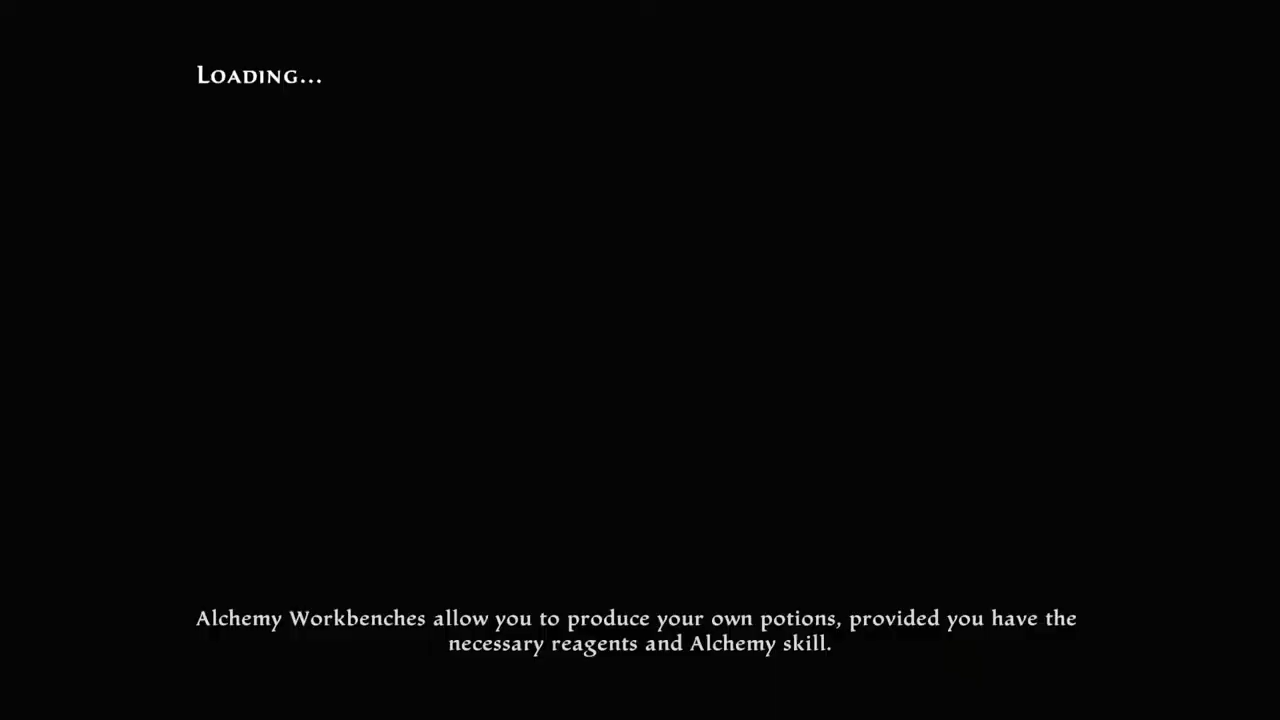 Loading...
Alchemy Workbenches allow you to produce your own potions, provided you have the
necessary reagents and Alchemy skill.